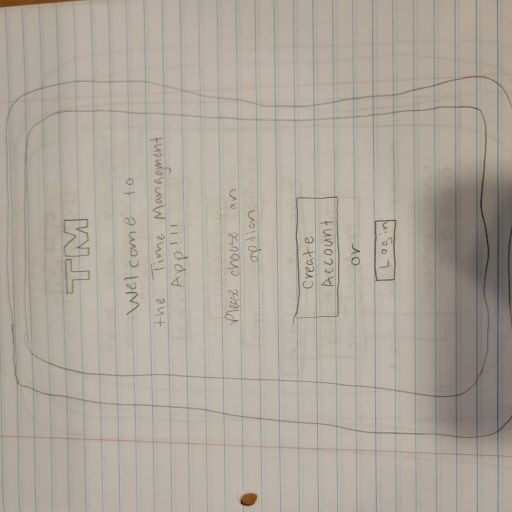 TM
Welcome to
the Time Managment
App!!!
Please choose an
option
Create
Account
or
Login